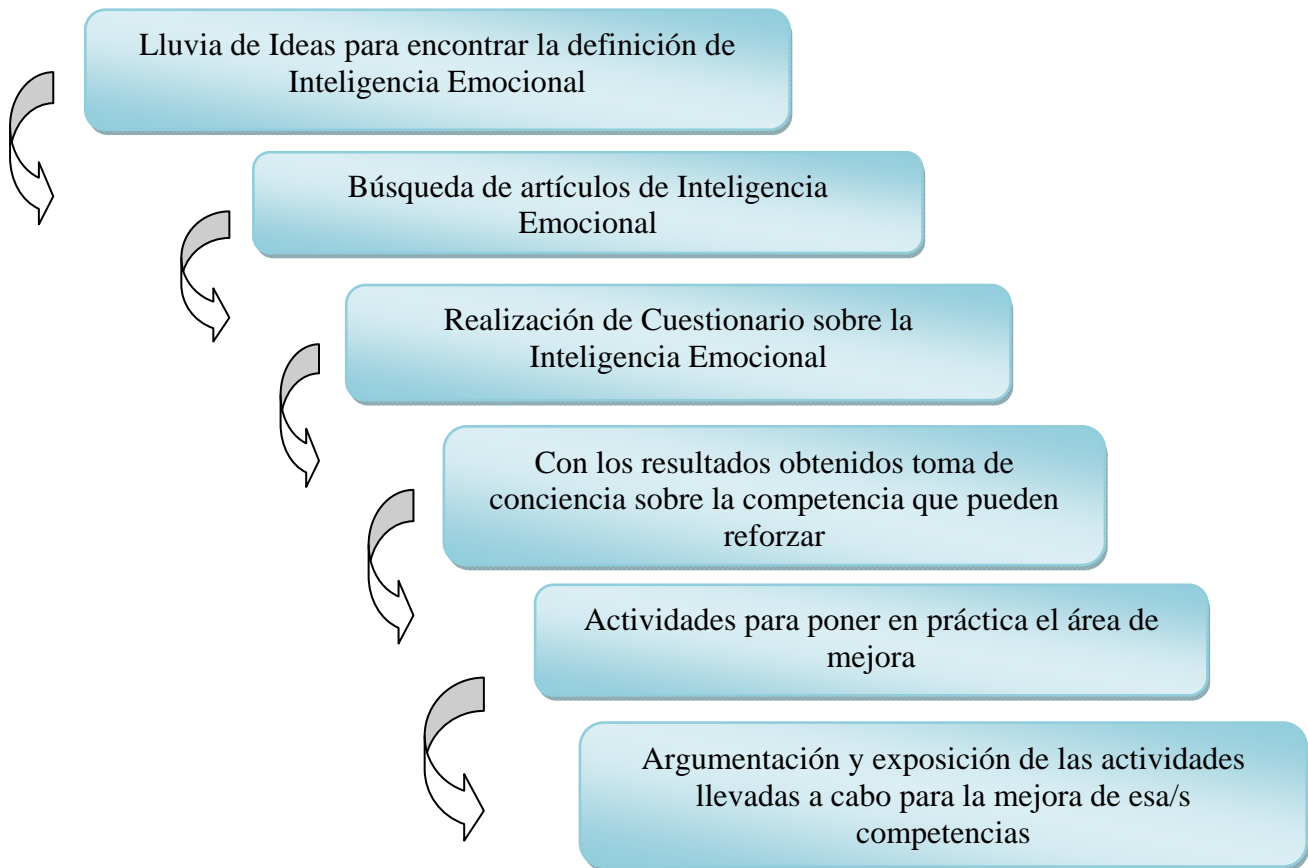 Lluvia de Ideas para encontrar la definición de
Inteligencia Emocional
Búsqueda de artículos de Inteligencia
Emocional
Realización de Cuestionario sobre la
Inteligencia Emocional
Con los resultados obtenidos toma de
conciencia sobre la competencia que pueden
reforzar
Actividades para poner en práctica el área de
mejora
Argumentación y exposición de las actividades
llevadas a cabo para la mejora de esa/s
competencias